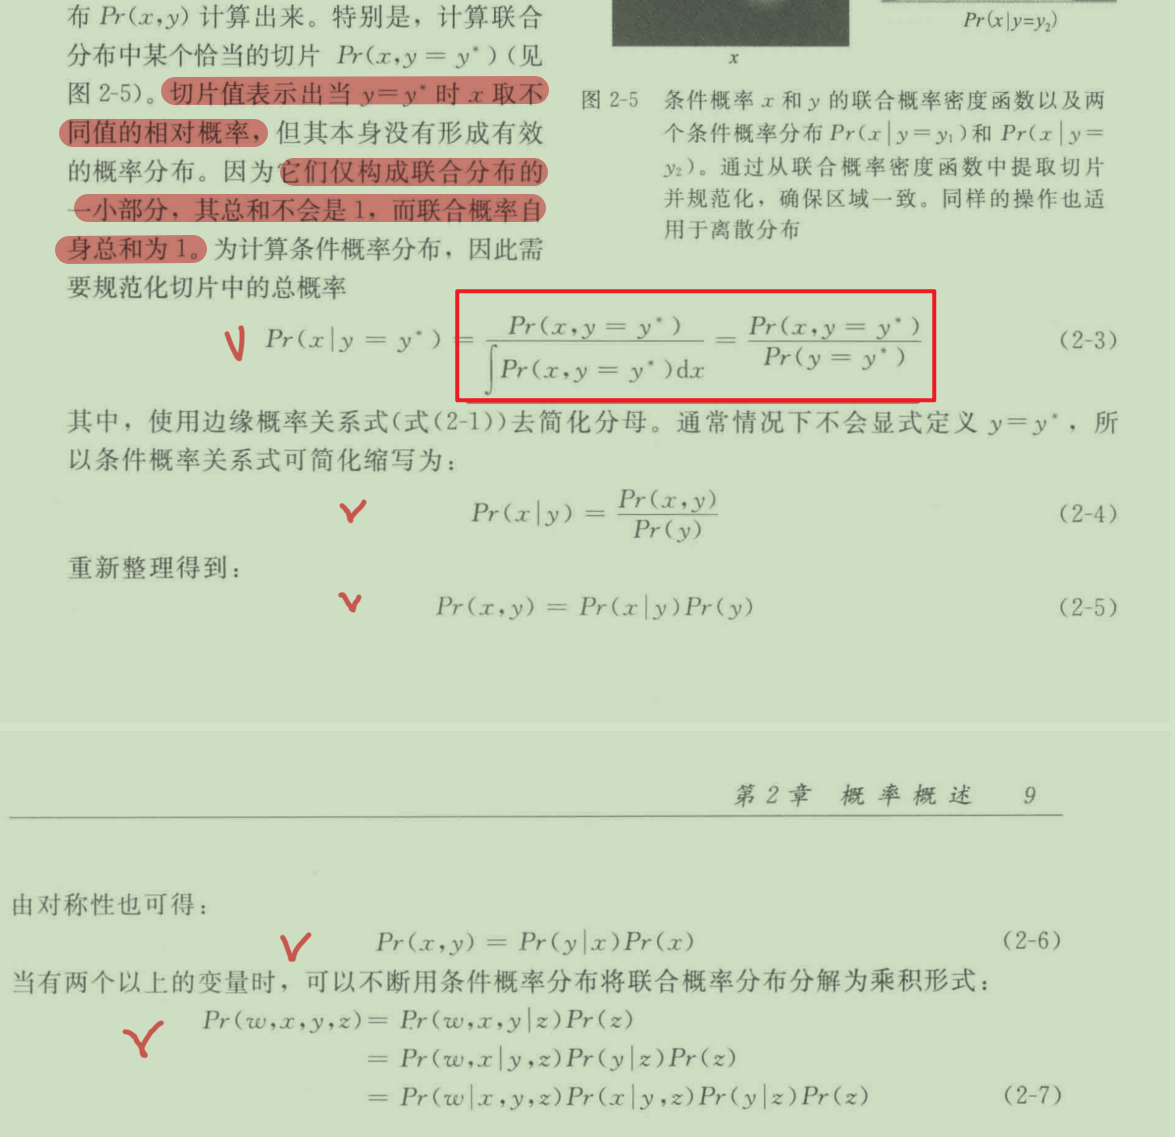 布 Pr(x,y) 计算出来。特别是，计算联合
分布中某个恰当的切片 Pr(x,y = y*)(见
图 2-5)。切片值表示出当 y=y* 时 x 取不
同值的相对概率，但其本身没有形成有效
的概率分布。因为它们仅构成联合分布的
一小部分，其总和不会是 1，而联合概率自
身总和为 1。为计算条件概率分布，因此需
要规范化切片中的总概率
Pr(x|y=y₂)
x
图 2-5 条件概率 x 和 y 的联合概率密度函数以及两
个条件概率分布 Pr(x|y=y₁)和 Pr(x|y=
y₂)。通过从联合概率密度函数中提取切片
并规范化，确保区域一致。同样的操作也适
用于离散分布
Pr(x|y = y*) = Pr(x,y = y*) / ∫Pr(x,y = y*)dx = Pr(x,y = y*) / Pr(y = y*) (2-3)
其中，使用边缘概率关系式(式(2-1))去简化分母。通常情况下不会显式定义 y=y*，所
以条件概率关系式可简化缩写为：
Pr(x|y) = Pr(x,y) / Pr(y) (2-4)
重新整理得到：
Pr(x,y) = Pr(x|y)Pr(y) (2-5)
第 2 章 概率概述 9
由对称性也可得：
Pr(x,y) = Pr(y|x)Pr(x) (2-6)
当有两个以上的变量时，可以不断用条件概率分布将联合概率分布分解为乘积形式：
Pr(w,x,y,z) = Pr(w,x,y|z)Pr(z)
= Pr(w,x|y,z)Pr(y|z)Pr(z)
= Pr(w|x,y,z)Pr(x|y,z)Pr(y|z)Pr(z) (2-7)